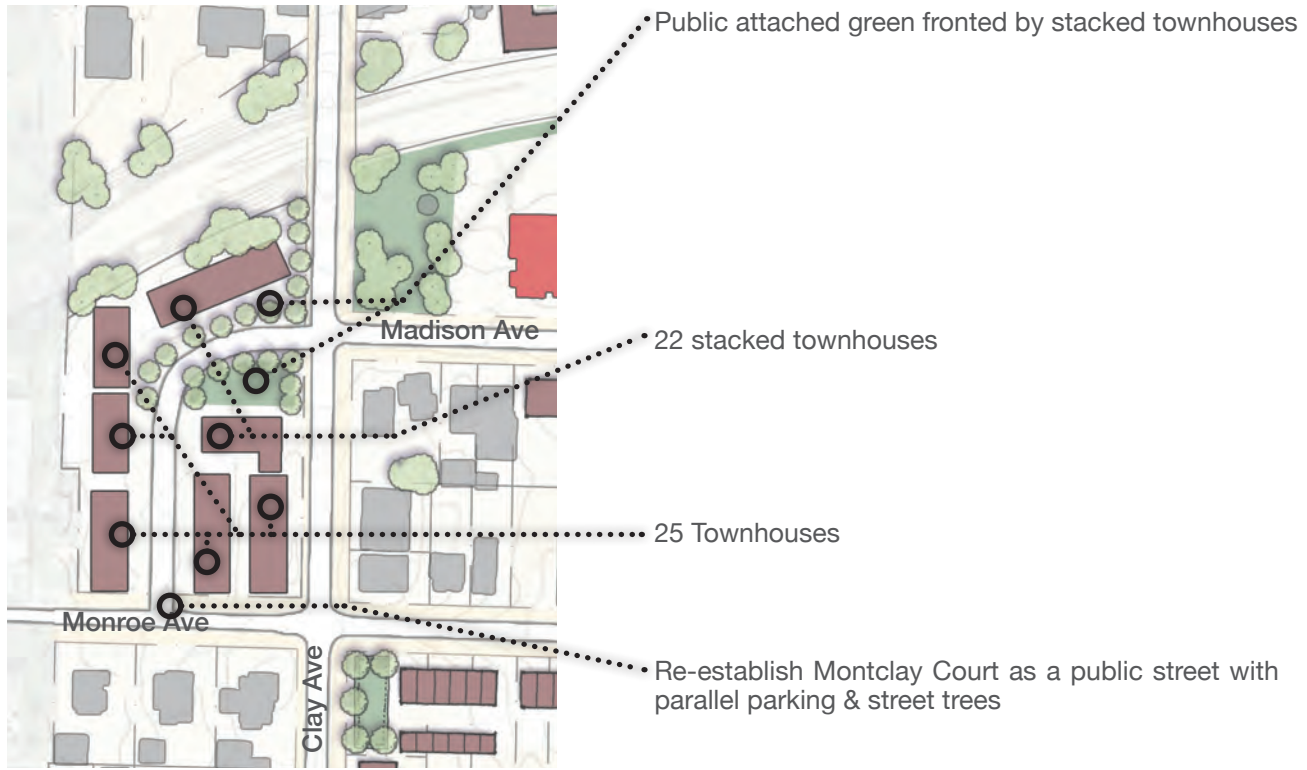 Public attached green fronted by stacked townhouses
Madison Ave
22 stacked townhouses
25 Townhouses
Monroe Ave
Clay Ave
Re-establish Montclay Court as a public street with
parallel parking & street trees